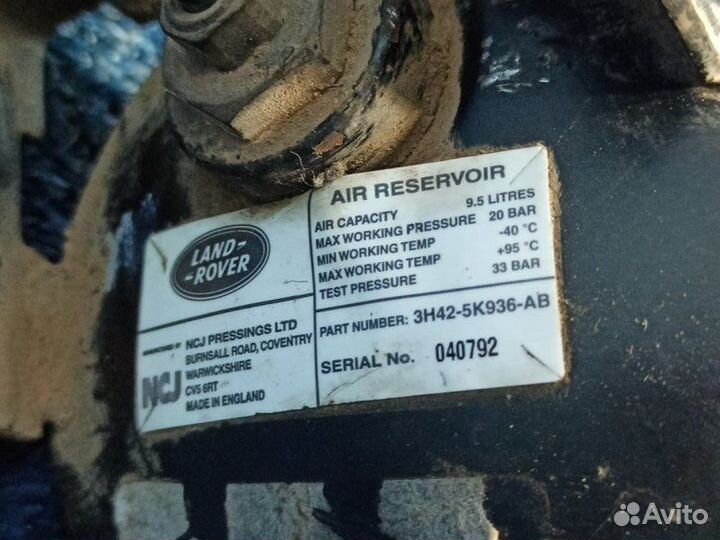 LAND-
-ROVER
MANUFACTURED BY NCJ PRESSINGS LTD
BURNSALL ROAD, COVENTRY
WARWICKSHIRE
CV5 6RT
MADE IN ENGLAND
NCJ
AIR RESERVOIR
AIR CAPACITY 9.5 LITRES
MAX WORKING PRESSURE 20 BAR
MIN WORKING TEMP -40 °C
MAX WORKING TEMP +95 °C
TEST PRESSURE 33 BAR
PART NUMBER: 3H42-5K936-AB
SERIAL No. 040792
Avito